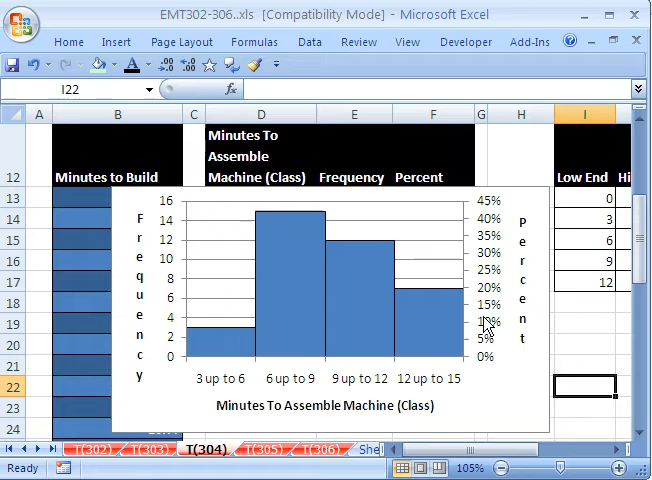 EMT302-306..xls [Compatibility Mode] - Microsoft Excel
Home Insert Page Layout Formulas Data Review View Developer Add-Ins
I22 fx
A B C D E F G H I
12 Minutes to Build Minutes To Assemble Machine (Class) Frequency Percent Low End Hi
13 0
14 3
15 6
16 9
17 12
18
19
20
21
22
23
24
Frequency
16
14
12
10
8
6
4
2
0
45%
40%
35%
30%
25%
20%
15%
10%
5%
0%
Percent
3 up to 6 6 up to 9 9 up to 12 12 up to 15
Minutes To Assemble Machine (Class)
T(302) T(303) T(304) T(305) T(306) She
Ready 105%